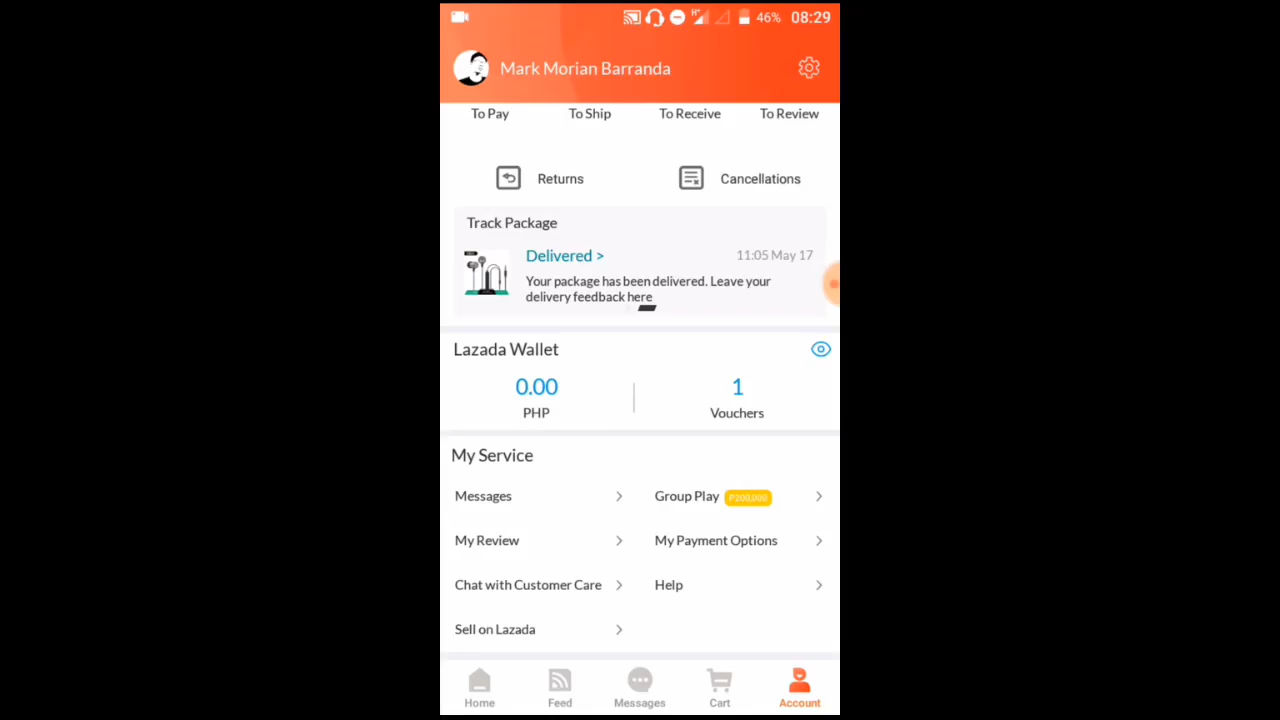 H+ 46% 08:29
Mark Morian Barranda
To Pay To Ship To Receive To Review
Returns Cancellations
Track Package
Delivered > 11:05 May 17
Your package has been delivered. Leave your
delivery feedback here
Lazada Wallet
0.00 1
PHP Vouchers
My Service
Messages Group Play ₱200,000
My Review My Payment Options
Chat with Customer Care Help
Sell on Lazada
Home Feed Messages Cart Account